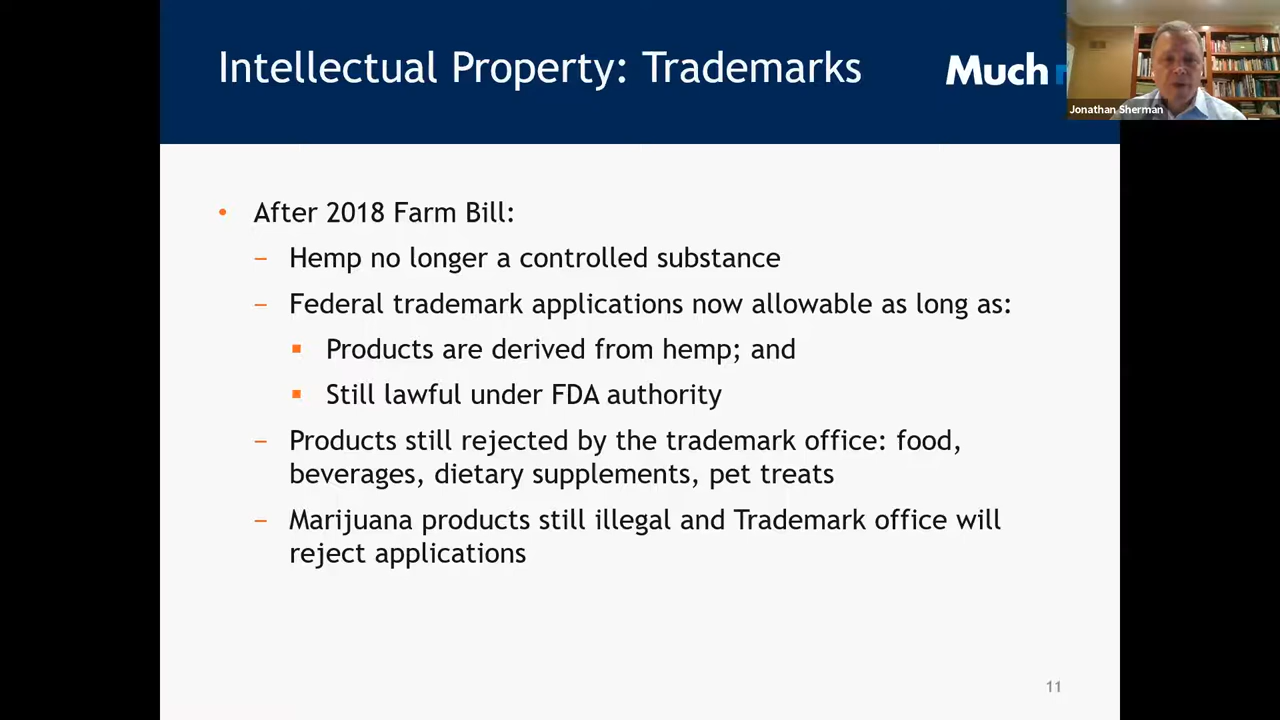 Intellectual Property: Trademarks
Much
Jonathan Sherman
• After 2018 Farm Bill:
– Hemp no longer a controlled substance
– Federal trademark applications now allowable as long as:
▪ Products are derived from hemp; and
▪ Still lawful under FDA authority
– Products still rejected by the trademark office: food,
beverages, dietary supplements, pet treats
– Marijuana products still illegal and Trademark office will
reject applications
11